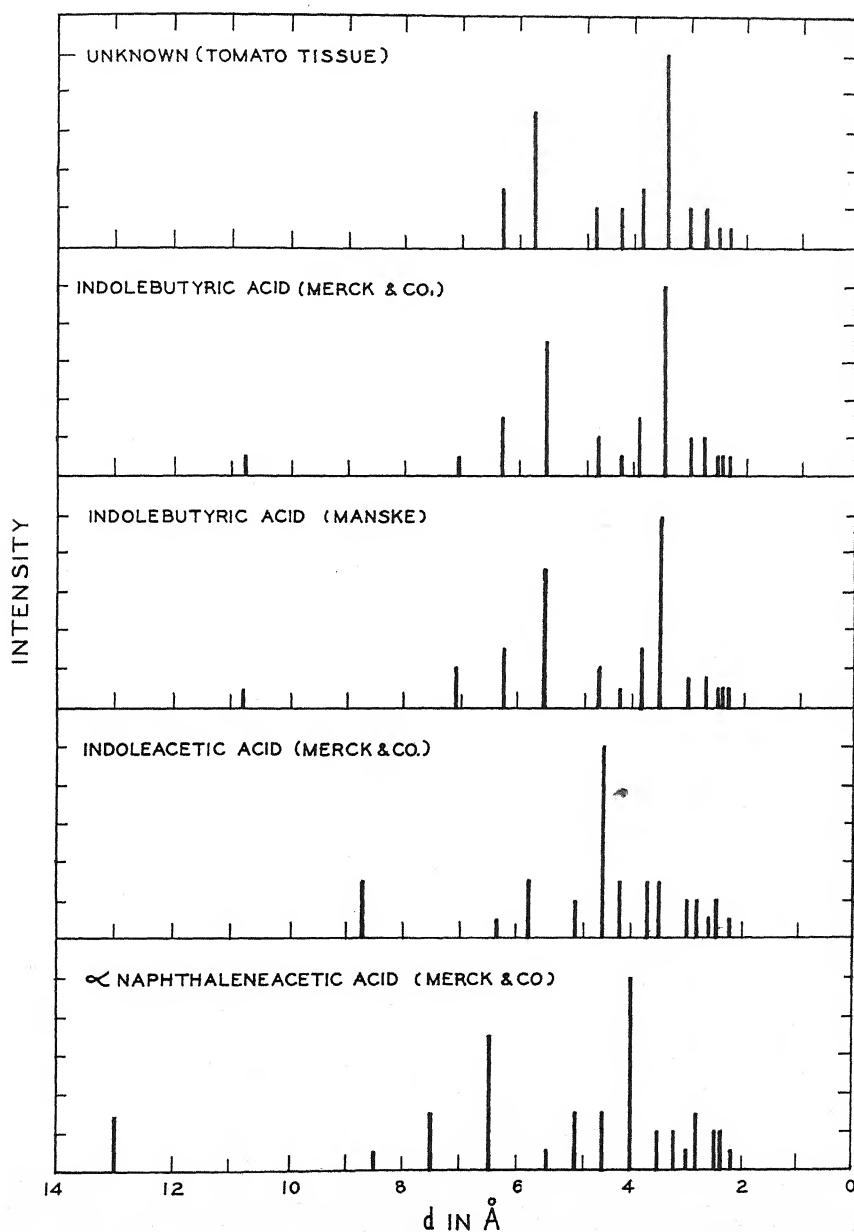 UNKNOWN (TOMATO TISSUE)
INDOLEBUTYRIC ACID (MERCK & CO.)
INDOLEBUTYRIC ACID (MANSKE)
INDOLEACETIC ACID (MERCK & CO.)
∝ NAPHTHALENEACETIC ACID (MERCK & CO)
INTENSITY
14 12 10 8 6 4 2 0
d IN Å